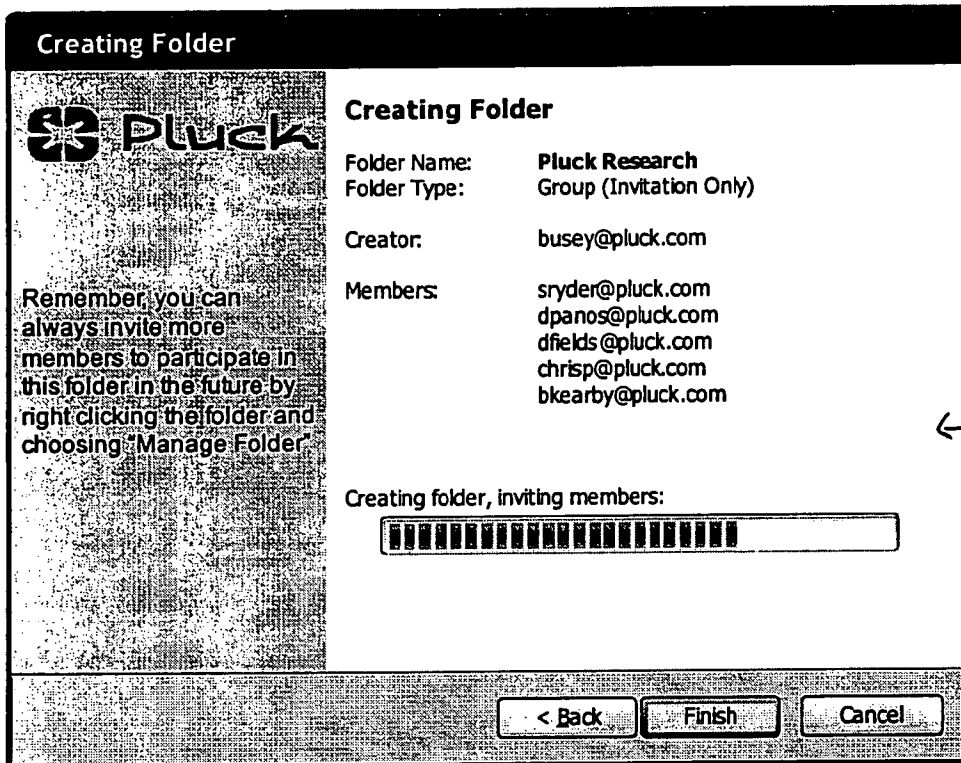 Creating Folder
Pluck
Remember, you can
always invite more
members to participate in
this folder in the future by
right clicking the folder and
choosing "Manage Folder"
Creating Folder
Folder Name: Pluck Research
Folder Type: Group (Invitation Only)
Creator: busey@pluck.com
Members: sryder@pluck.com
dpanos@pluck.com
dfields@pluck.com
chrisp@pluck.com
bkearby@pluck.com
Creating folder, inviting members:
< Back Finish Cancel